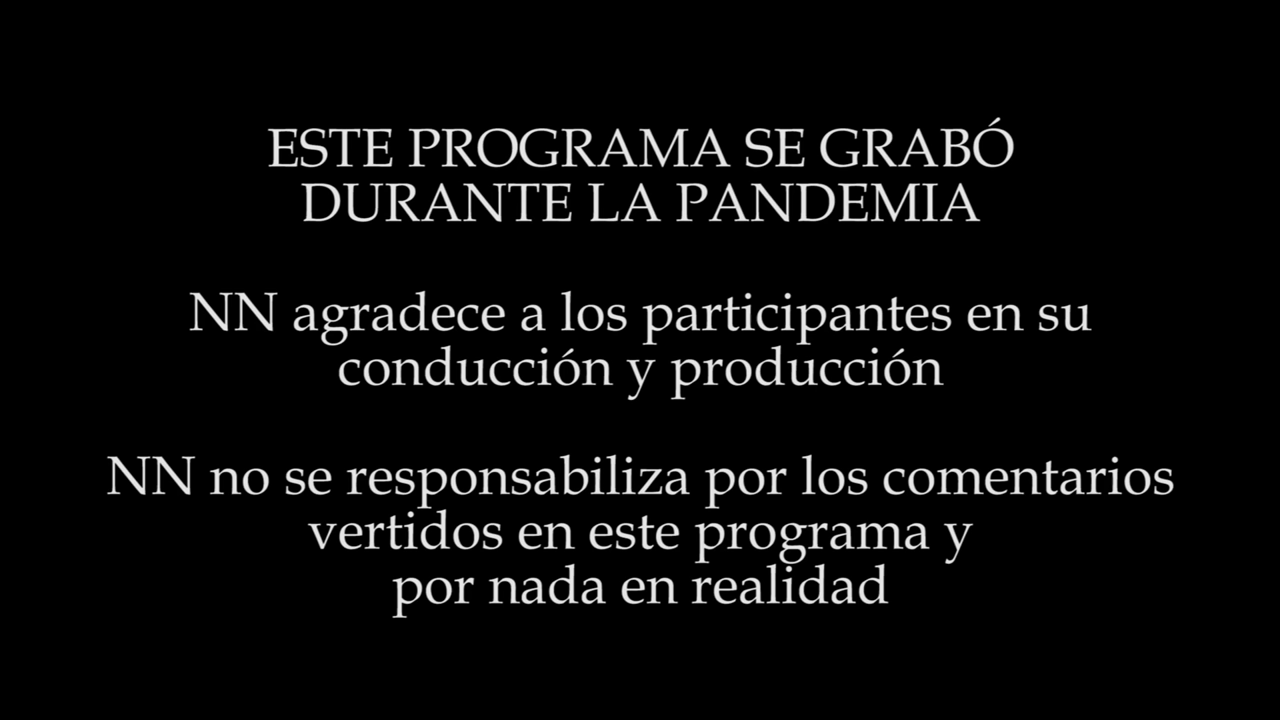 ESTE PROGRAMA SE GRABÓ
DURANTE LA PANDEMIA
NN agradece a los participantes en su
conducción y producción
NN no se responsabiliza por los comentarios
vertidos en este programa y
por nada en realidad